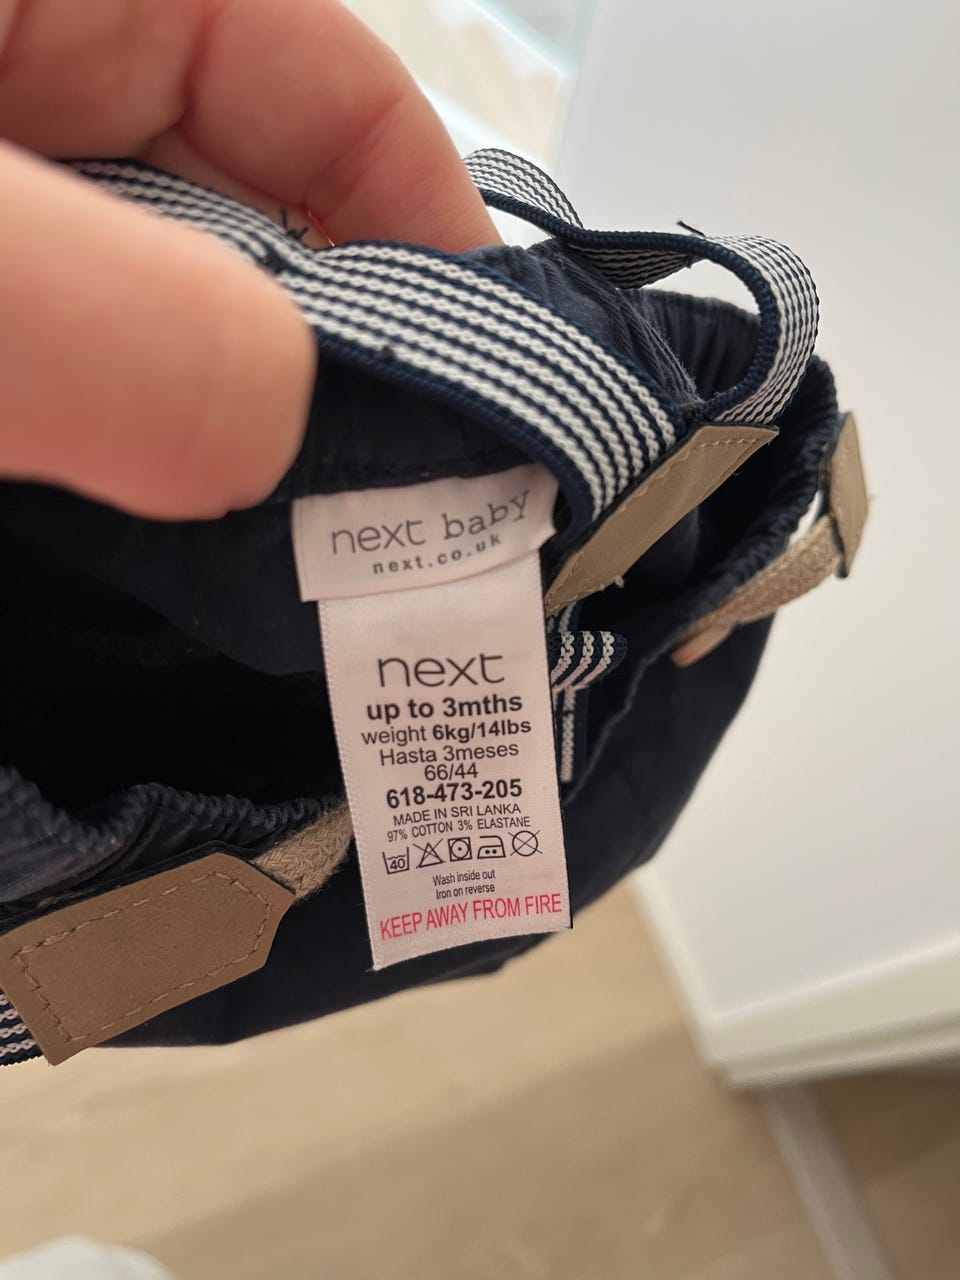 next baby
next.co.uk
next
up to 3mths
weight 6kg/14lbs
Hasta 3meses
66/44
618-473-205
MADE IN SRI LANKA
97% COTTON 3% ELASTANE
40
Wash inside out
Iron on reverse
KEEP AWAY FROM FIRE